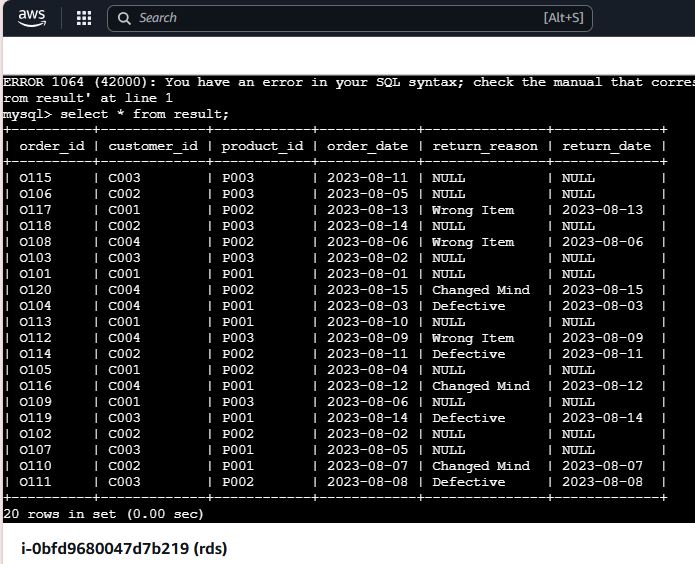 aws
Search [Alt+S]
ERROR 1064 (42000): You have an error in your SQL syntax; check the manual that corres
rom result' at line 1
mysql> select * from result;
+----------+-------------+------------+------------+---------------+-------------+
| order_id | customer_id | product_id | order_date | return_reason | return_date |
+----------+-------------+------------+------------+---------------+-------------+
| O115 | C003 | P003 | 2023-08-11 | NULL | NULL |
| O106 | C002 | P003 | 2023-08-05 | NULL | NULL |
| O117 | C001 | P002 | 2023-08-13 | Wrong Item | 2023-08-13 |
| O118 | C002 | P003 | 2023-08-14 | NULL | NULL |
| O108 | C004 | P002 | 2023-08-06 | Wrong Item | 2023-08-06 |
| O103 | C003 | P003 | 2023-08-02 | NULL | NULL |
| O101 | C001 | P001 | 2023-08-01 | NULL | NULL |
| O120 | C004 | P002 | 2023-08-15 | Changed Mind | 2023-08-15 |
| O104 | C004 | P001 | 2023-08-03 | Defective | 2023-08-03 |
| O113 | C001 | P001 | 2023-08-10 | NULL | NULL |
| O112 | C004 | P003 | 2023-08-09 | Wrong Item | 2023-08-09 |
| O114 | C002 | P002 | 2023-08-11 | Defective | 2023-08-11 |
| O105 | C001 | P002 | 2023-08-04 | NULL | NULL |
| O116 | C004 | P001 | 2023-08-12 | Changed Mind | 2023-08-12 |
| O109 | C001 | P003 | 2023-08-06 | NULL | NULL |
| O119 | C003 | P001 | 2023-08-14 | Defective | 2023-08-14 |
| O102 | C002 | P002 | 2023-08-02 | NULL | NULL |
| O107 | C003 | P001 | 2023-08-05 | NULL | NULL |
| O110 | C002 | P001 | 2023-08-07 | Changed Mind | 2023-08-07 |
| O111 | C003 | P002 | 2023-08-08 | Defective | 2023-08-08 |
+----------+-------------+------------+------------+---------------+-------------+
20 rows in set (0.00 sec)
i-0bfd9680047d7b219 (rds)